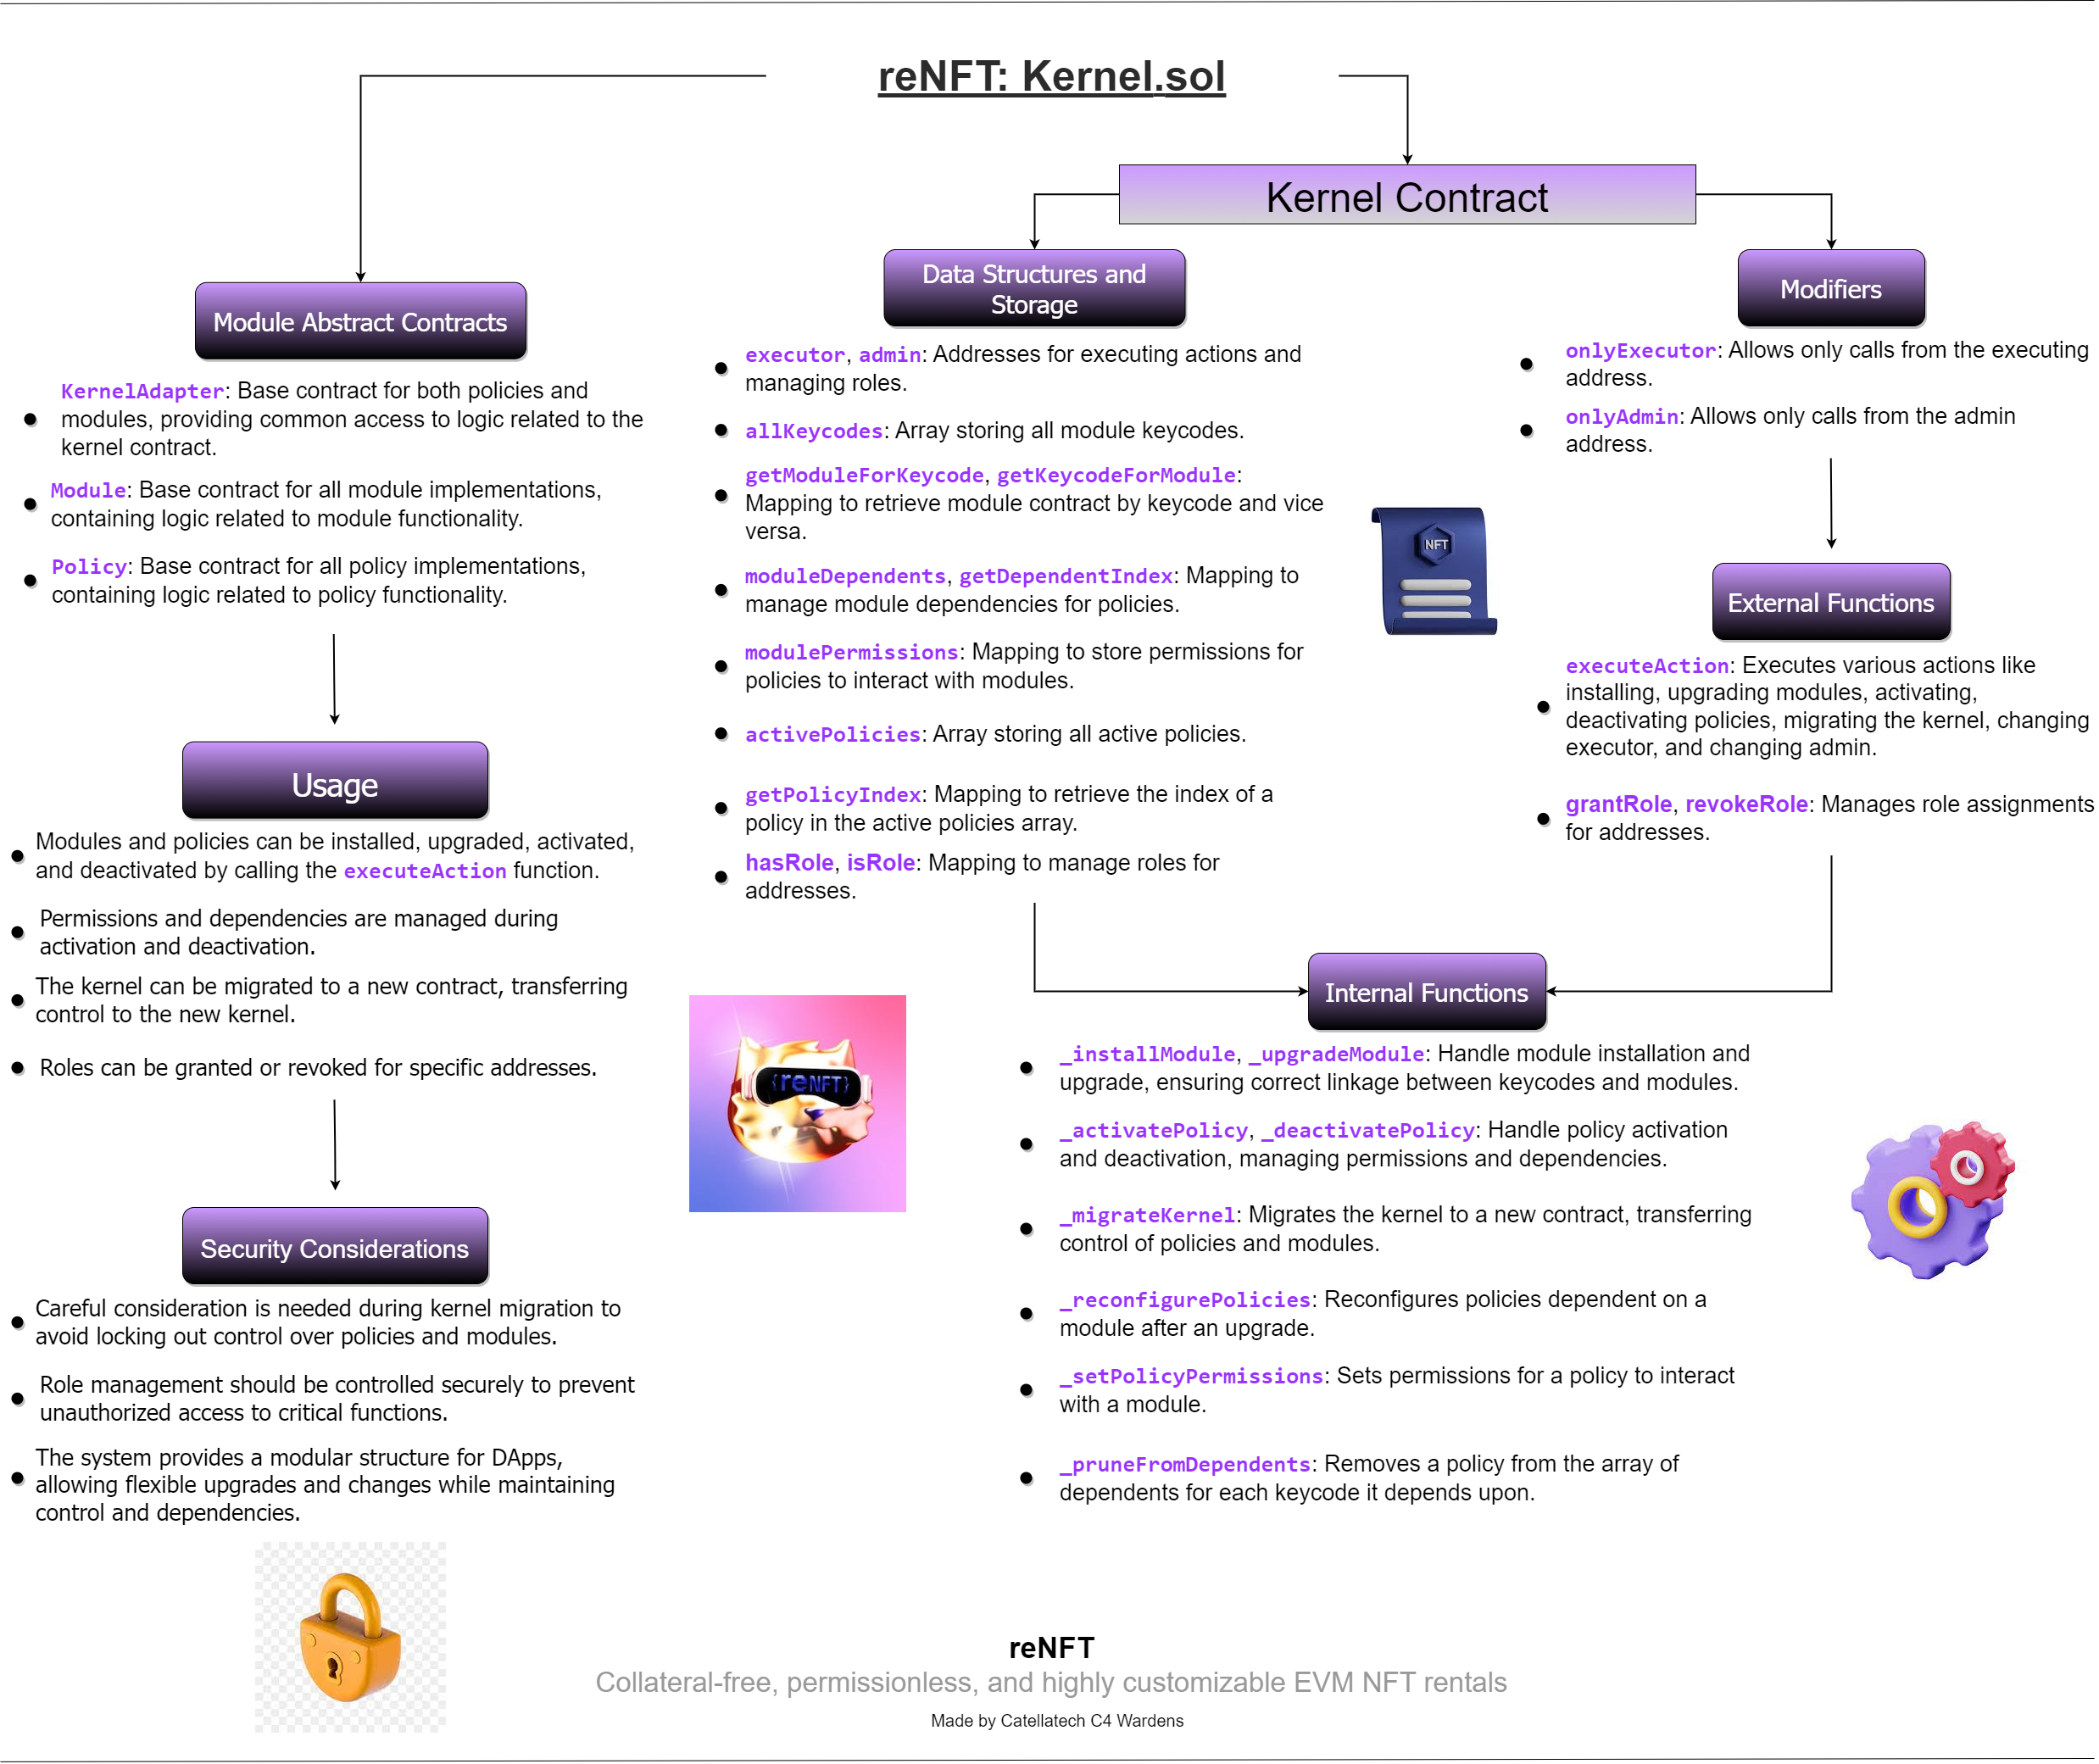 reNFT: Kernel.sol
Module Abstract Contracts
KernelAdapter: Base contract for both policies and
modules, providing common access to logic related to the
kernel contract.
Module: Base contract for all module implementations,
containing logic related to module functionality.
Policy: Base contract for all policy implementations,
containing logic related to policy functionality.
Usage
Modules and policies can be installed, upgraded, activated,
and deactivated by calling the executeAction function.
Permissions and dependencies are managed during
activation and deactivation.
The kernel can be migrated to a new contract, transferring
control to the new kernel.
Roles can be granted or revoked for specific addresses.
Security Considerations
Careful consideration is needed during kernel migration to
avoid locking out control over policies and modules.
Role management should be controlled securely to prevent
unauthorized access to critical functions.
The system provides a modular structure for DApps,
allowing flexible upgrades and changes while maintaining
control and dependencies.
Kernel Contract
Data Structures and
Storage
executor, admin: Addresses for executing actions and
managing roles.
allKeycodes: Array storing all module keycodes.
getModuleForKeycode, getKeycodeForModule:
Mapping to retrieve module contract by keycode and vice
versa.
moduleDependents, getDependentIndex: Mapping to
manage module dependencies for policies.
modulePermissions: Mapping to store permissions for
policies to interact with modules.
activePolicies: Array storing all active policies.
getPolicyIndex: Mapping to retrieve the index of a
policy in the active policies array.
hasRole, isRole: Mapping to manage roles for
addresses.
NFT
{reNFT}
Modifiers
onlyExecutor: Allows only calls from the executing
address.
onlyAdmin: Allows only calls from the admin
address.
External Functions
executeAction: Executes various actions like
installing, upgrading modules, activating,
deactivating policies, migrating the kernel, changing
executor, and changing admin.
grantRole, revokeRole: Manages role assignments
for addresses.
Internal Functions
_installModule, _upgradeModule: Handle module installation and
upgrade, ensuring correct linkage between keycodes and modules.
_activatePolicy, _deactivatePolicy: Handle policy activation
and deactivation, managing permissions and dependencies.
_migrateKernel: Migrates the kernel to a new contract, transferring
control of policies and modules.
_reconfigurePolicies: Reconfigures policies dependent on a
module after an upgrade.
_setPolicyPermissions: Sets permissions for a policy to interact
with a module.
_pruneFromDependents: Removes a policy from the array of
dependents for each keycode it depends upon.
reNFT
Collateral-free, permissionless, and highly customizable EVM NFT rentals
Made by Catellatech C4 Wardens